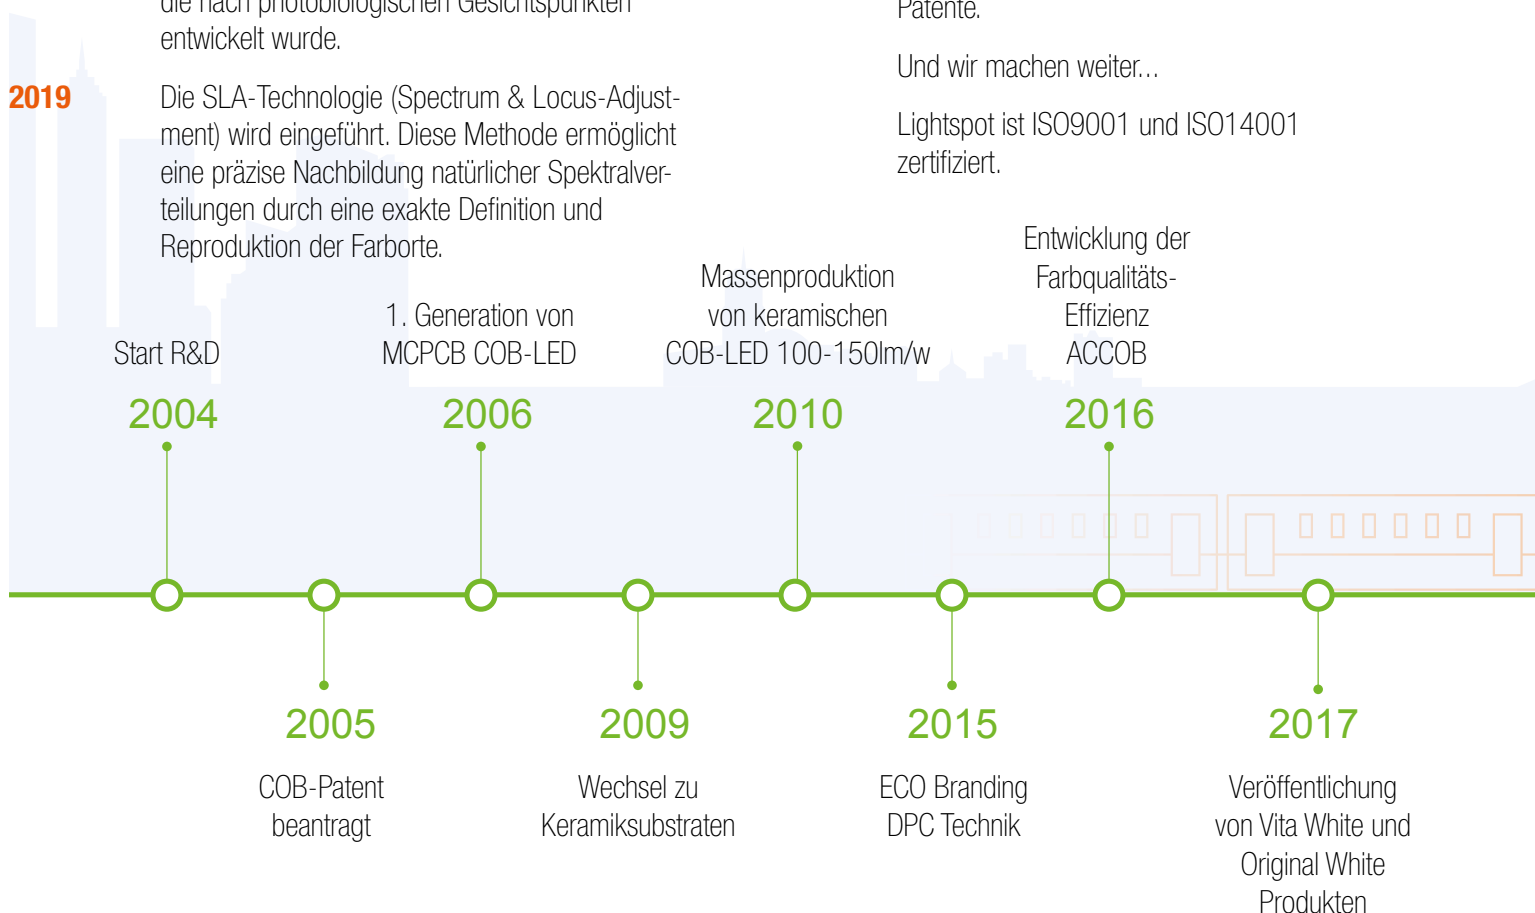 die nach photobiologischen Gesichtspunkten
entwickelt wurde.
2019
Die SLA-Technologie (Spectrum & Locus-Adjust-
ment) wird eingeführt. Diese Methode ermöglicht
eine präzise Nachbildung natürlicher Spektralver-
teilungen durch eine exakte Definition und
Reproduktion der Farborte.
Patente.
Und wir machen weiter...
Lightspot ist ISO9001 und ISO14001
zertifiziert.
Start R&D
2004
COB-Patent
beantragt
2005
1. Generation von
MCPCB COB-LED
2006
2009
Wechsel zu
Keramiksubstraten
Massenproduktion
von keramischen
COB-LED 100-150lm/w
2010
2015
ECO Branding
DPC Technik
Entwicklung der
Farbqualitäts-
Effizienz
ACCOB
2016
2017
Veröffentlichung
von Vita White und
Original White
Produkten